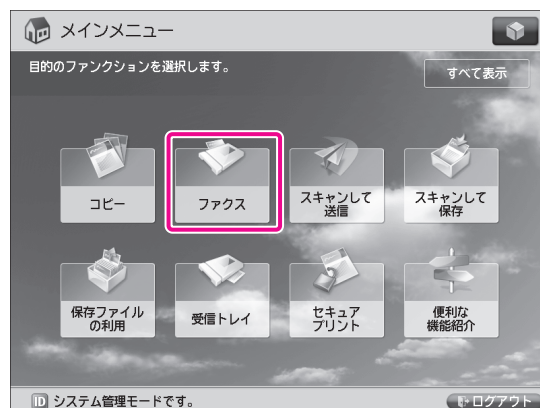 メインメニュー
目的のファンクションを選択します。
すべて表示
コピー
ファクス
スキャンして
送信
スキャンして
保存
保存ファイル
の利用
受信トレイ
セキュア
プリント
便利な
機能紹介
ID システム管理モードです。
ログアウト